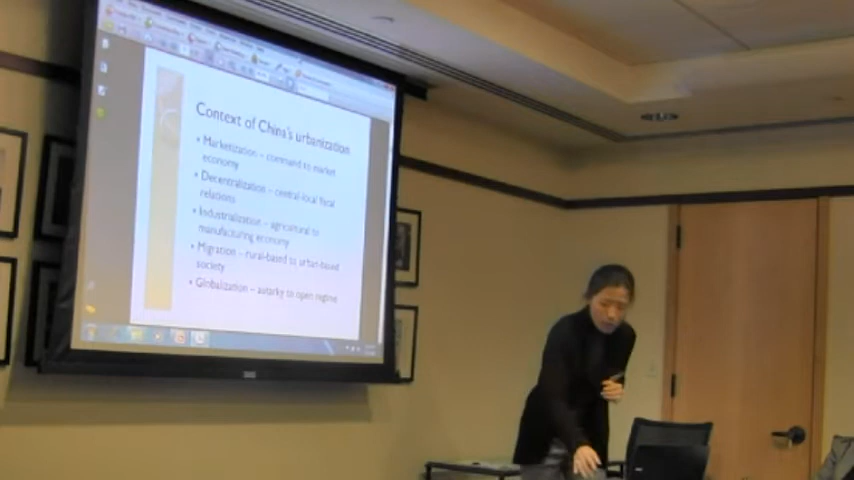 Context of China's urbanization
• Marketization – command to market
economy
• Decentralization – central-local fiscal
relations
• Industrialization – agricultural to
manufacturing economy
• Migration – rural-based to urban-based
society
• Globalization – autarky to open regime